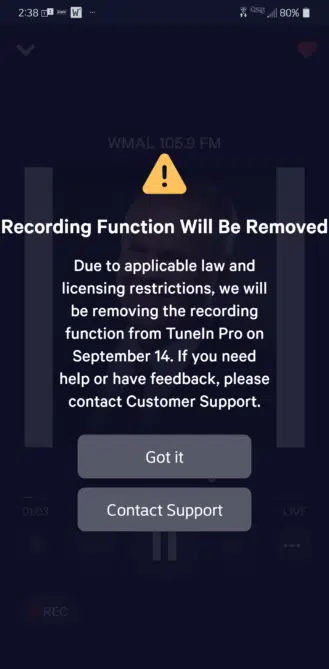 2:38
80%
WMAL 105.9 FM
Recording Function Will Be Removed
Due to applicable law and
licensing restrictions, we will
be removing the recording
function from TuneIn Pro on
September 14. If you need
help or have feedback, please
contact Customer Support.
Got it
Contact Support
LIVE
REC